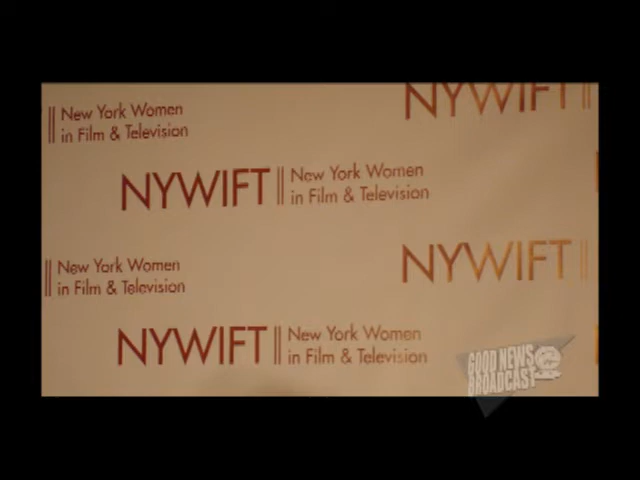 NYWIFT
New York Women
in Film & Television
NYWIFT
New York Women
in Film & Television
NYWIFT
New York Women
in Film & Television
NYWIFT
New York Women
in Film & Television
GOOD NEWS
BROADCAST